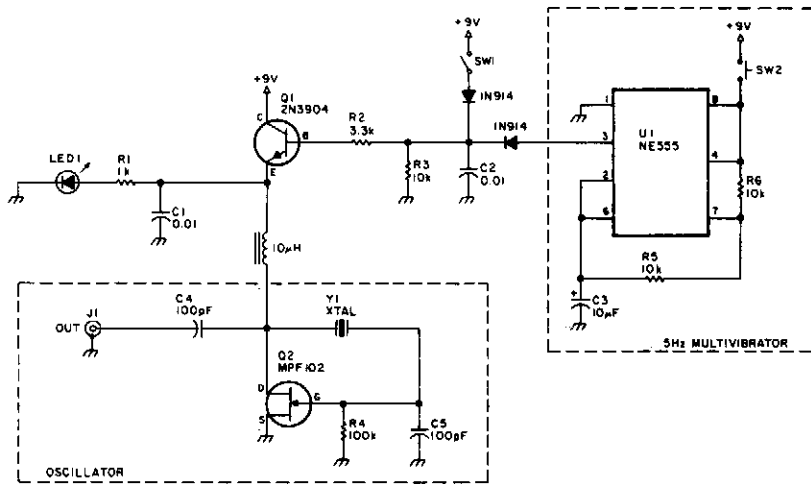 +9V
SW1
1N914
1N914
+9V
SW2
+9V
C
Q1
2N3904
B
E
R2
3.3k
R3
10k
C2
0.01
LED1
R1
1k
C1
0.01
10μH
1
3
2
6
8
4
7
U1
NE555
R6
10k
R5
10k
+
C3
10μF
5Hz MULTIVIBRATOR
J1
OUT
C4
100pF
Y1
XTAL
Q2
MPF102
D
S
G
R4
100k
C5
100pF
OSCILLATOR